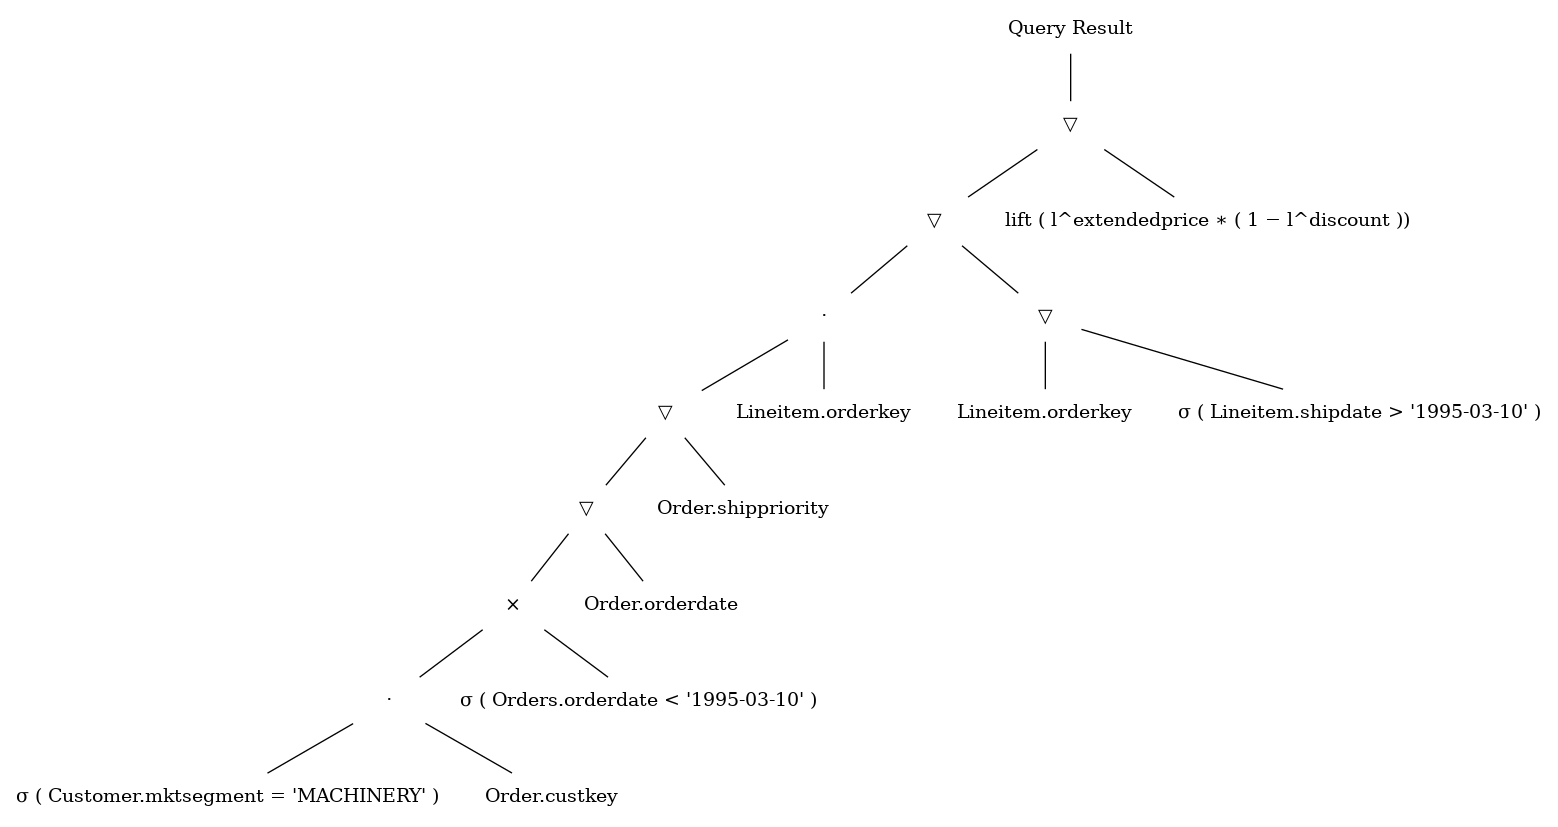 Query Result
▽
▽ lift ( l^extendedprice ∗ ( 1 − l^discount ))
· ▽
▽ Lineitem.orderkey Lineitem.orderkey σ ( Lineitem.shipdate > '1995-03-10' )
▽ Order.shippriority
× Order.orderdate
· σ ( Orders.orderdate < '1995-03-10' )
σ ( Customer.mktsegment = 'MACHINERY' ) Order.custkey